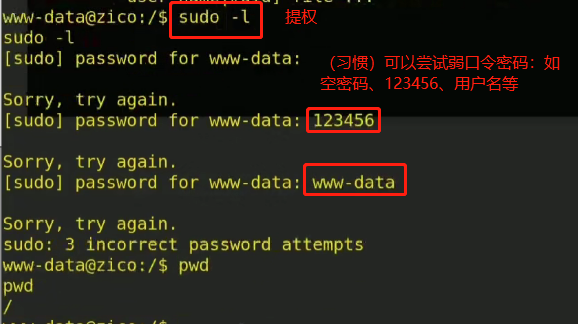 www-data@zico:/$ sudo -l
提权
sudo -l
[sudo] password for www-data:
（习惯）可以尝试弱口令密码：如
空密码、123456、用户名等
Sorry, try again.
[sudo] password for www-data: 123456
Sorry, try again.
[sudo] password for www-data: www-data
Sorry, try again.
sudo: 3 incorrect password attempts
www-data@zico:/$ pwd
pwd
/